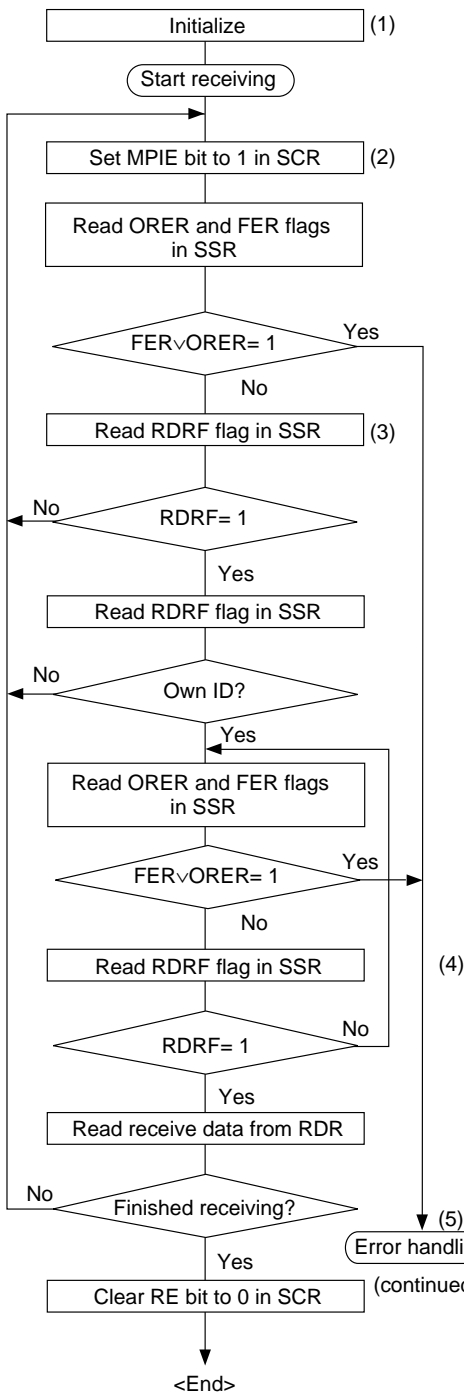 Initialize
(1)
Start receiving
Set MPIE bit to 1 in SCR
(2)
Read ORER and FER flags
in SSR
FER∨ORER= 1
Yes
No
Read RDRF flag in SSR
(3)
RDRF= 1
No
Yes
Read RDRF flag in SSR
Own ID?
No
Yes
Read ORER and FER flags
in SSR
FER∨ORER= 1
Yes
No
Read RDRF flag in SSR
(4)
RDRF= 1
No
Yes
Read receive data from RDR
Finished receiving?
No
Yes
(5)
Error handli
(continued
Clear RE bit to 0 in SCR
<End>